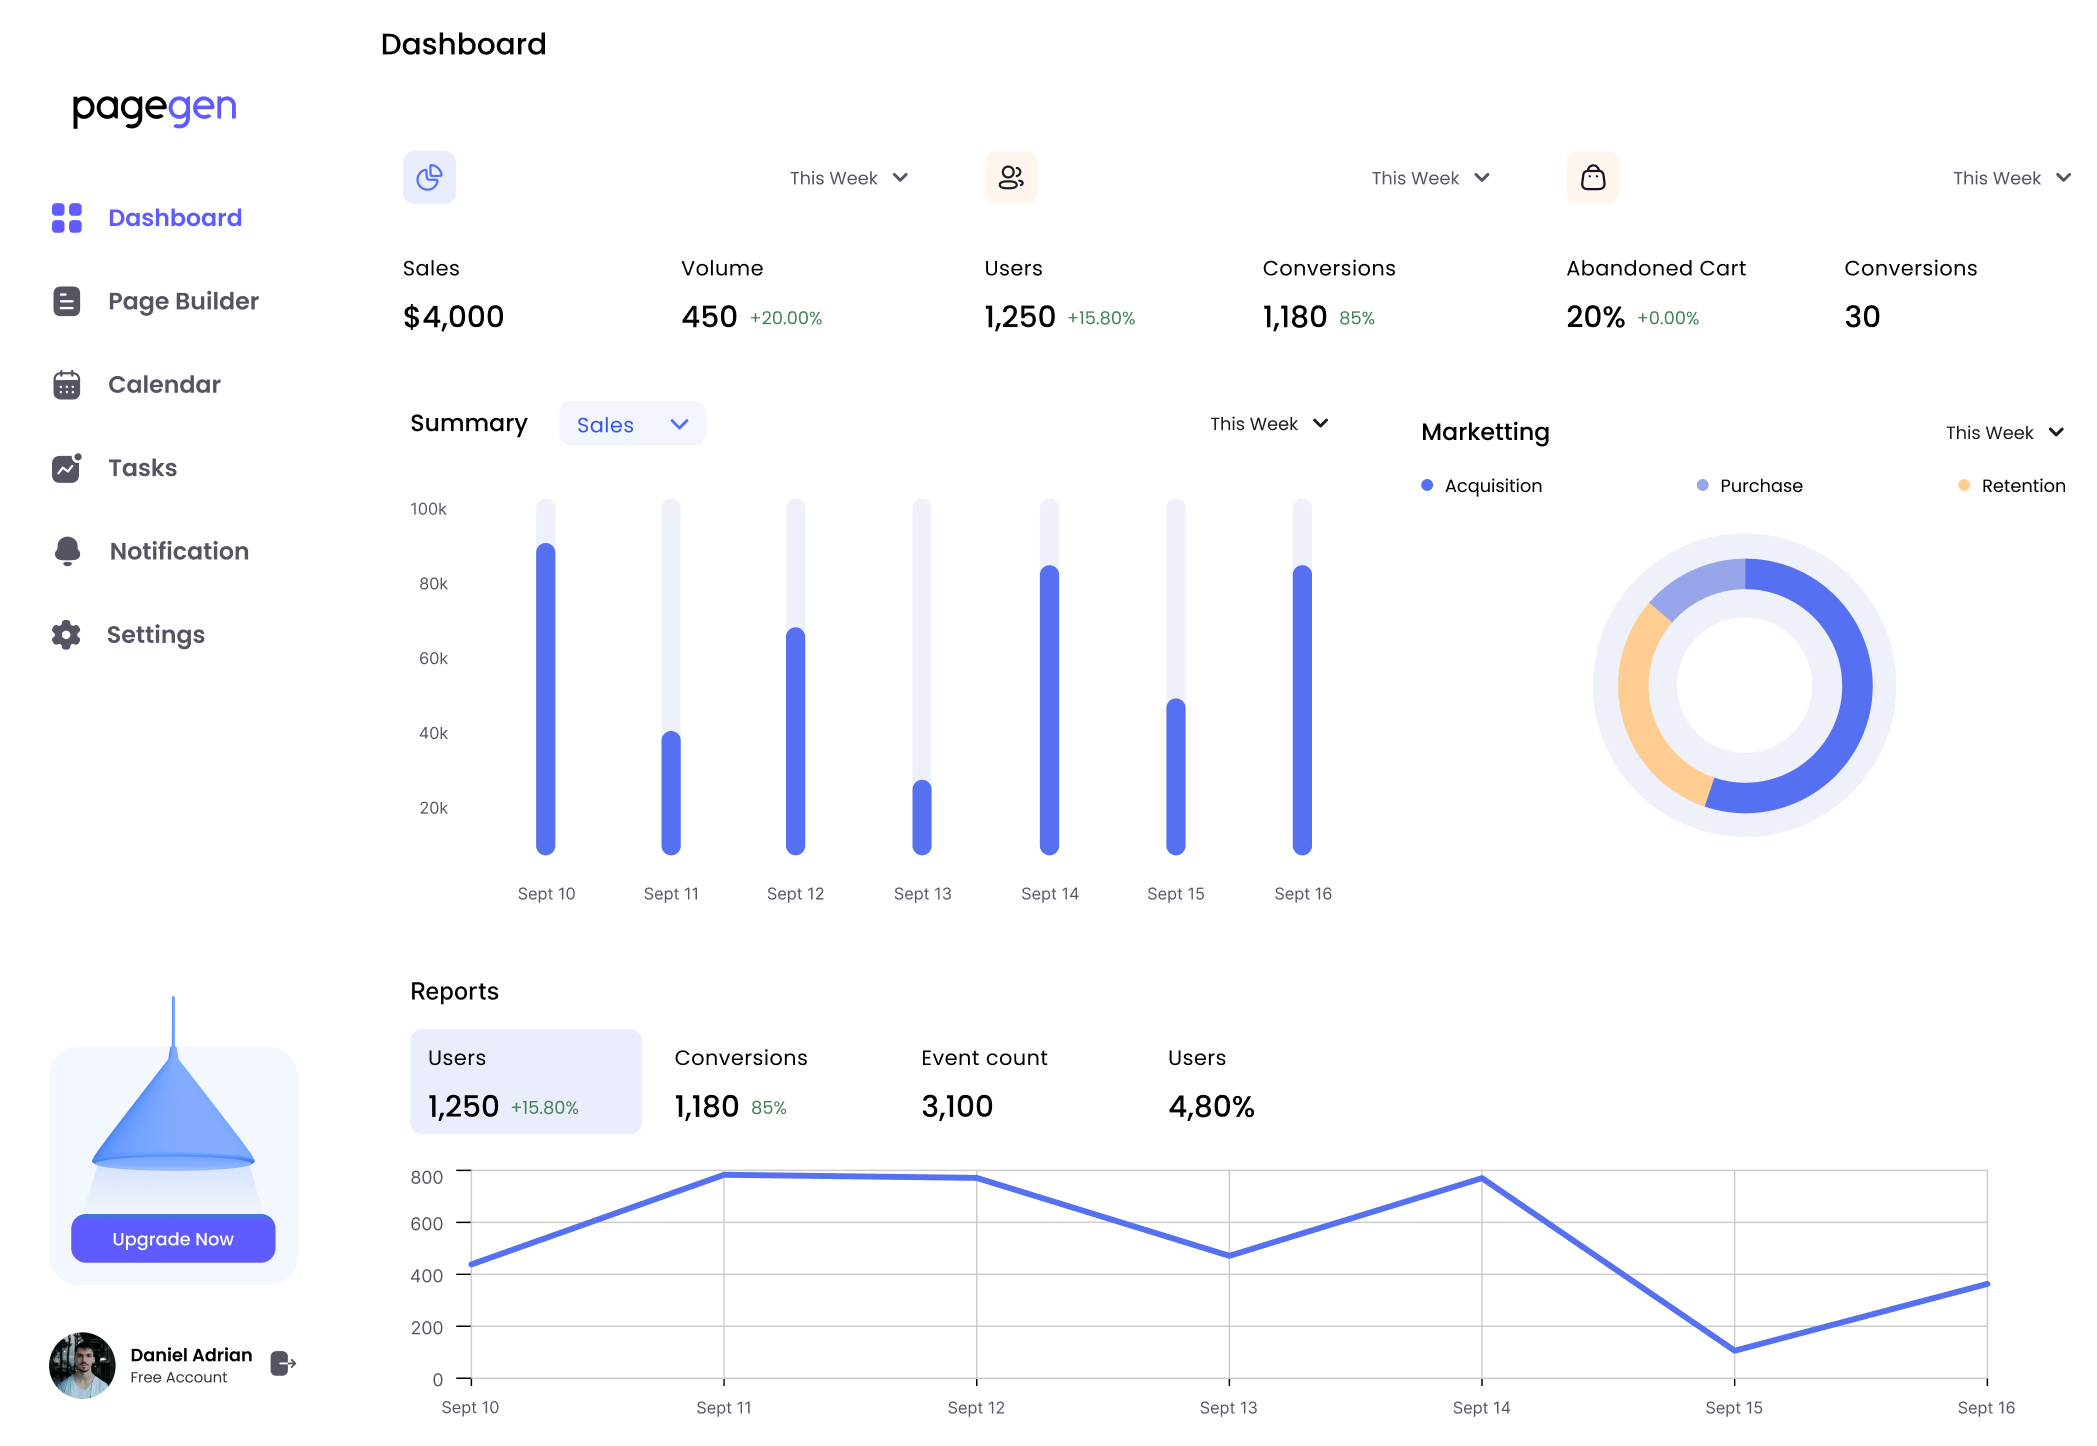 Dashboard
pagegen
Dashboard
Page Builder
Calendar
Tasks
Notification
Settings
Upgrade Now
Daniel Adrian
Free Account
This Week
This Week
This Week
Sales
Volume
Users
Conversions
Abandoned Cart
Conversions
$4,000
450 +20.00%
1,250 +15.80%
1,180 85%
20% +0.00%
30
Summary
Sales
This Week
100k
80k
60k
40k
20k
Sept 10
Sept 11
Sept 12
Sept 13
Sept 14
Sept 15
Sept 16
Marketting
This Week
Acquisition
Purchase
Retention
Reports
Users
1,250 +15.80%
Conversions
1,180 85%
Event count
3,100
Users
4,80%
800
600
400
200
0
Sept 10
Sept 11
Sept 12
Sept 13
Sept 14
Sept 15
Sept 16